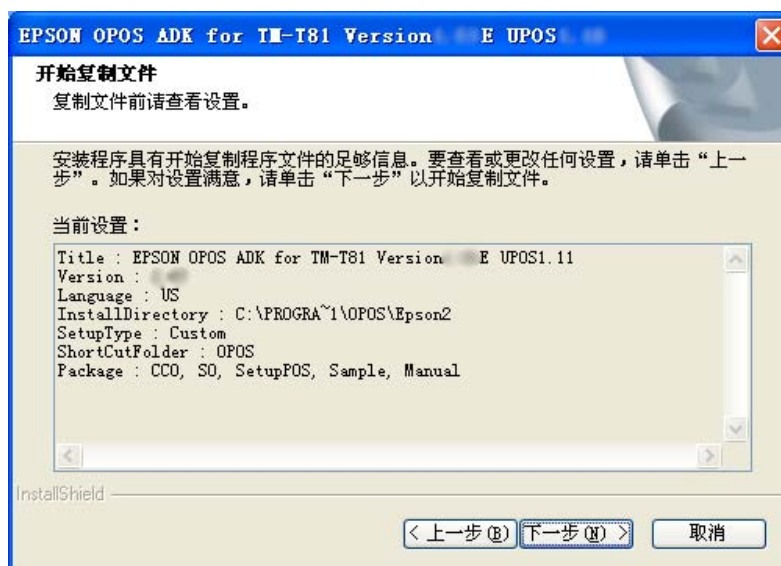 EPSON OPOS ADK for TM-T81 Version E UPOS
开始复制文件
复制文件前请查看设置。
安装程序具有开始复制程序文件的足够信息。要查看或更改任何设置，请单击“上一
步”。如果对设置满意，请单击“下一步”以开始复制文件。
当前设置：
Title : EPSON OPOS ADK for TM-T81 Version E UPOS1.11
Version :
Language : US
InstallDirectory : C:\PROGRA~1\OPOS\Epson2
SetupType : Custom
ShortCutFolder : OPOS
Package : CCO, SO, SetupPOS, Sample, Manual
InstallShield
< 上一步(B) 下一步(N) > 取消